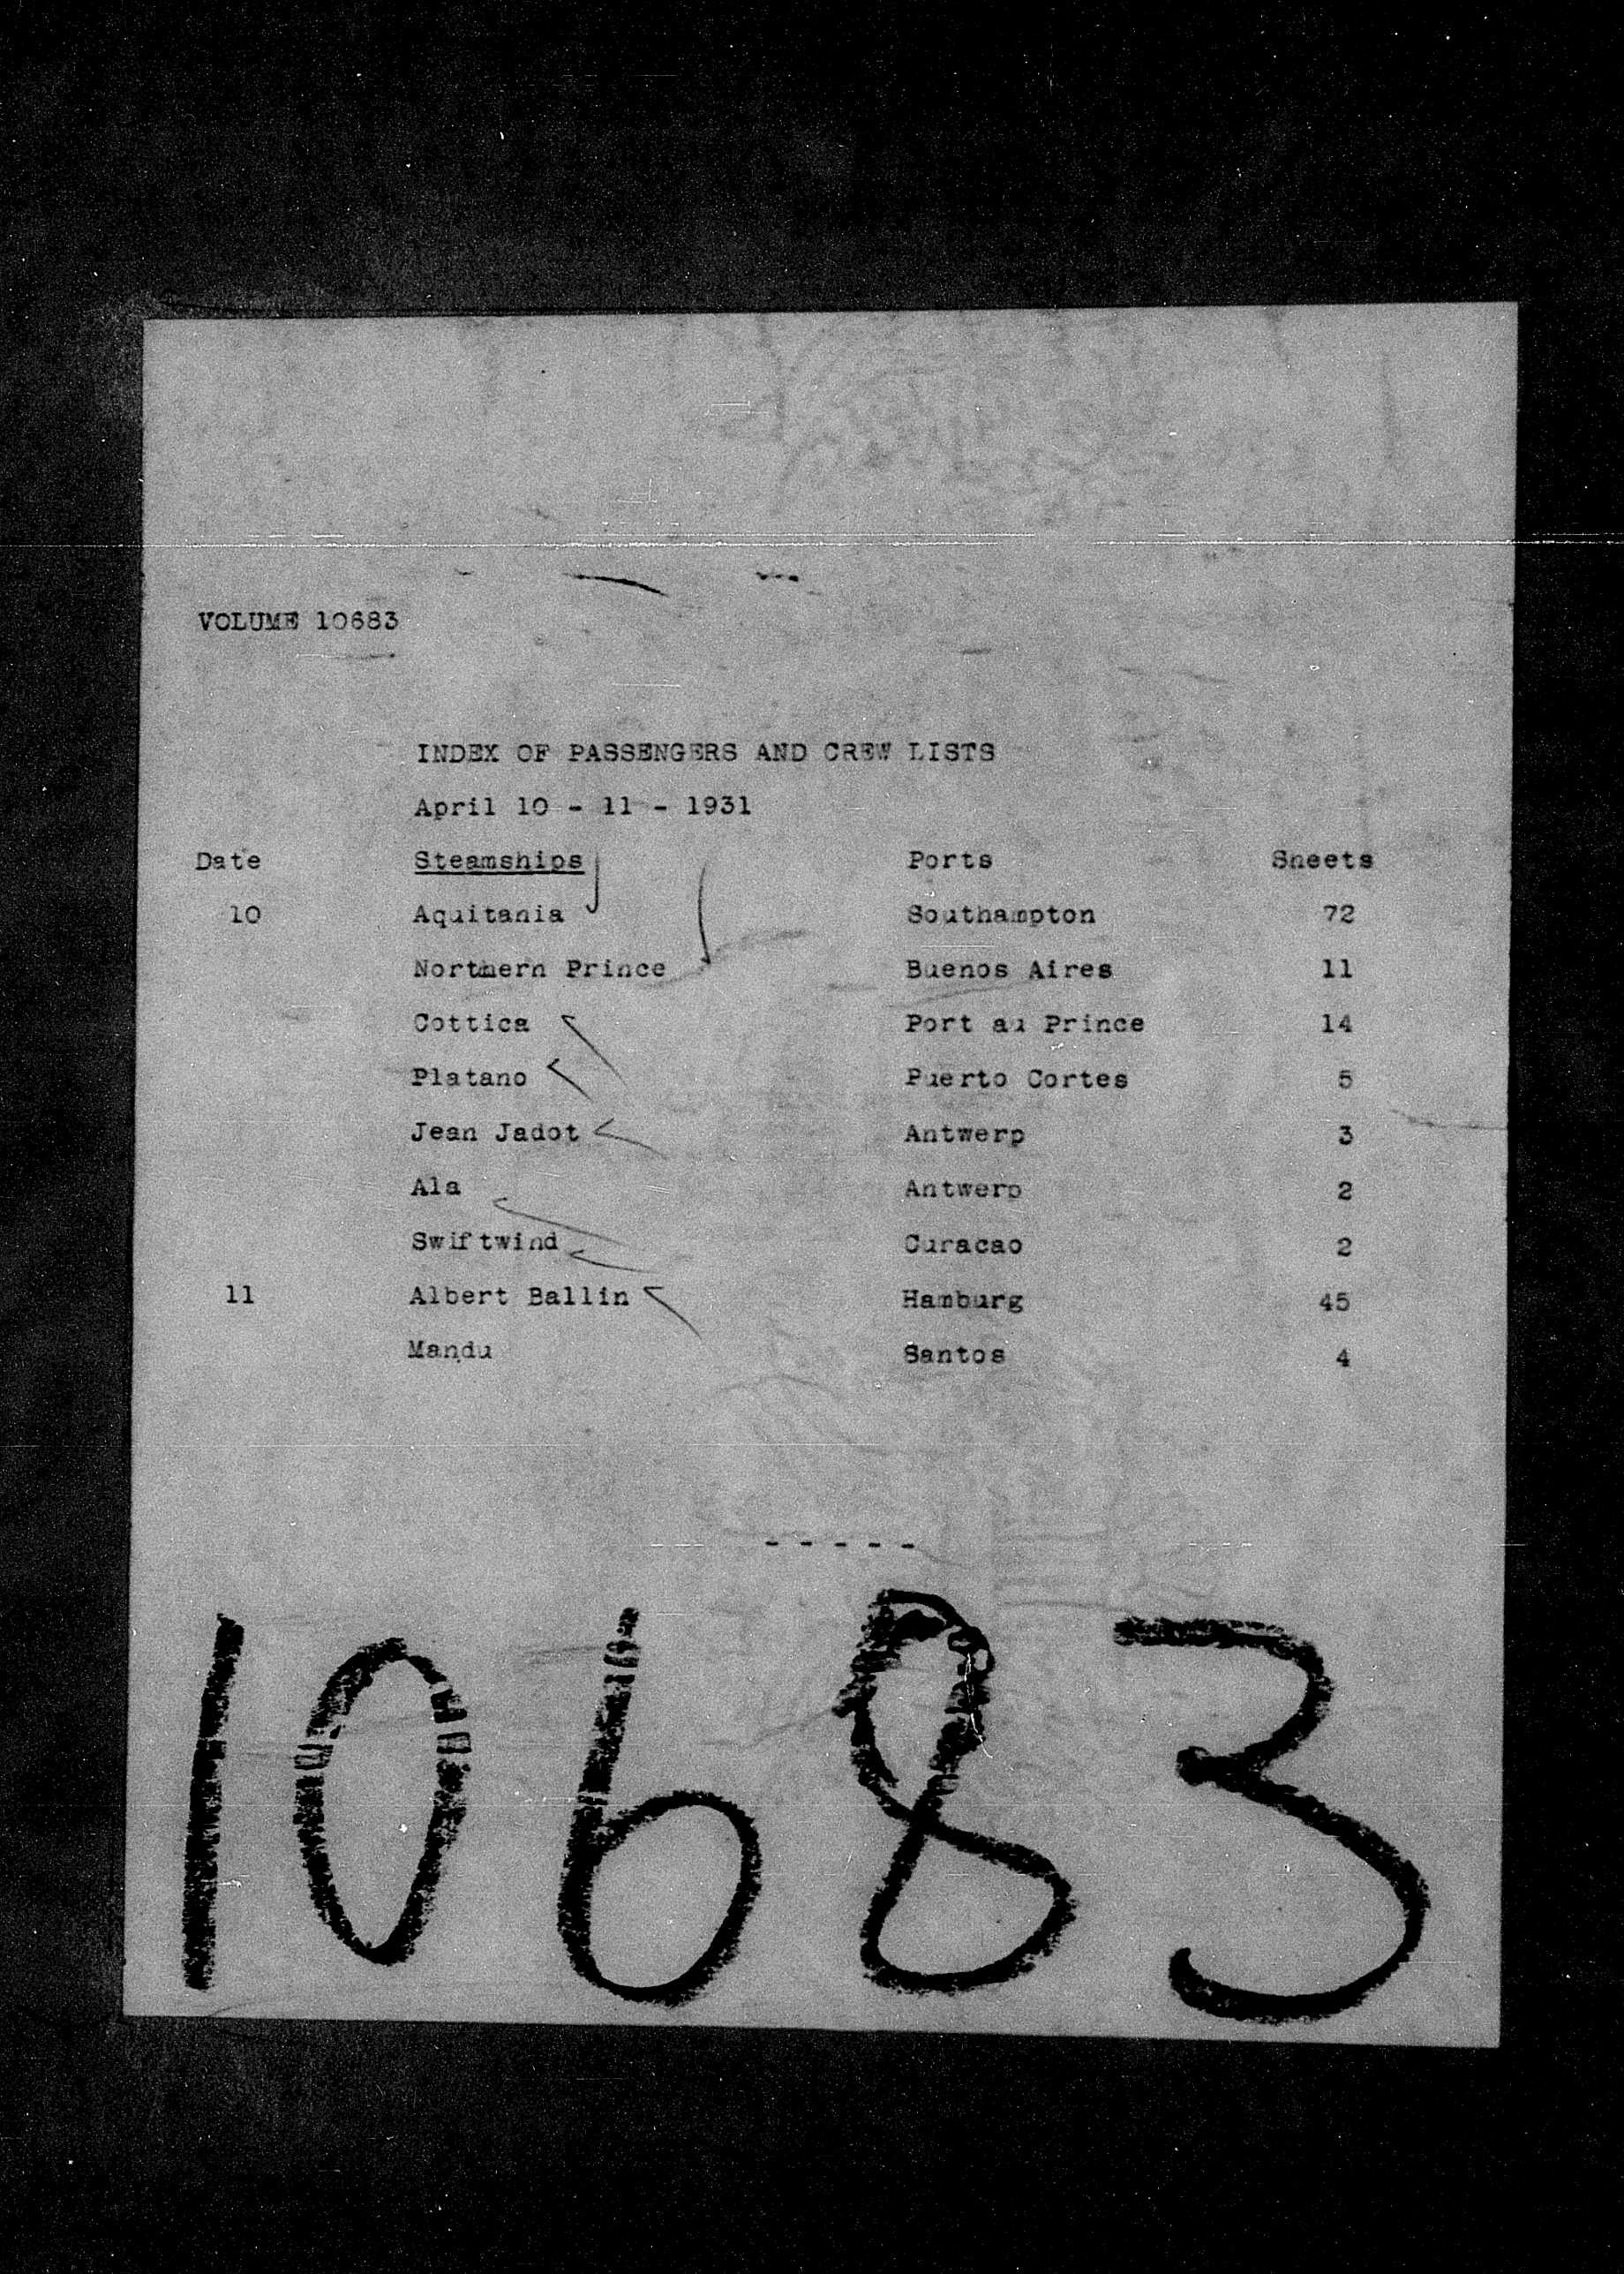 VOLUME 10683
INDEX OF PASSENGERS AND CREW LISTS
April 10 - 11 - 1931
Date Steamships Ports Sheets
10 Aquitania Southampton 72
Northern Prince Buenos Aires 11
Cottica Port au Prince 14
Platano Puerto Cortes 5
Jean Jadot Antwerp 3
Ala Antwerp 2
Swiftwind Curacao 2
11 Albert Ballin Hamburg 45
Mandu Santos 4
- - - - -
10683